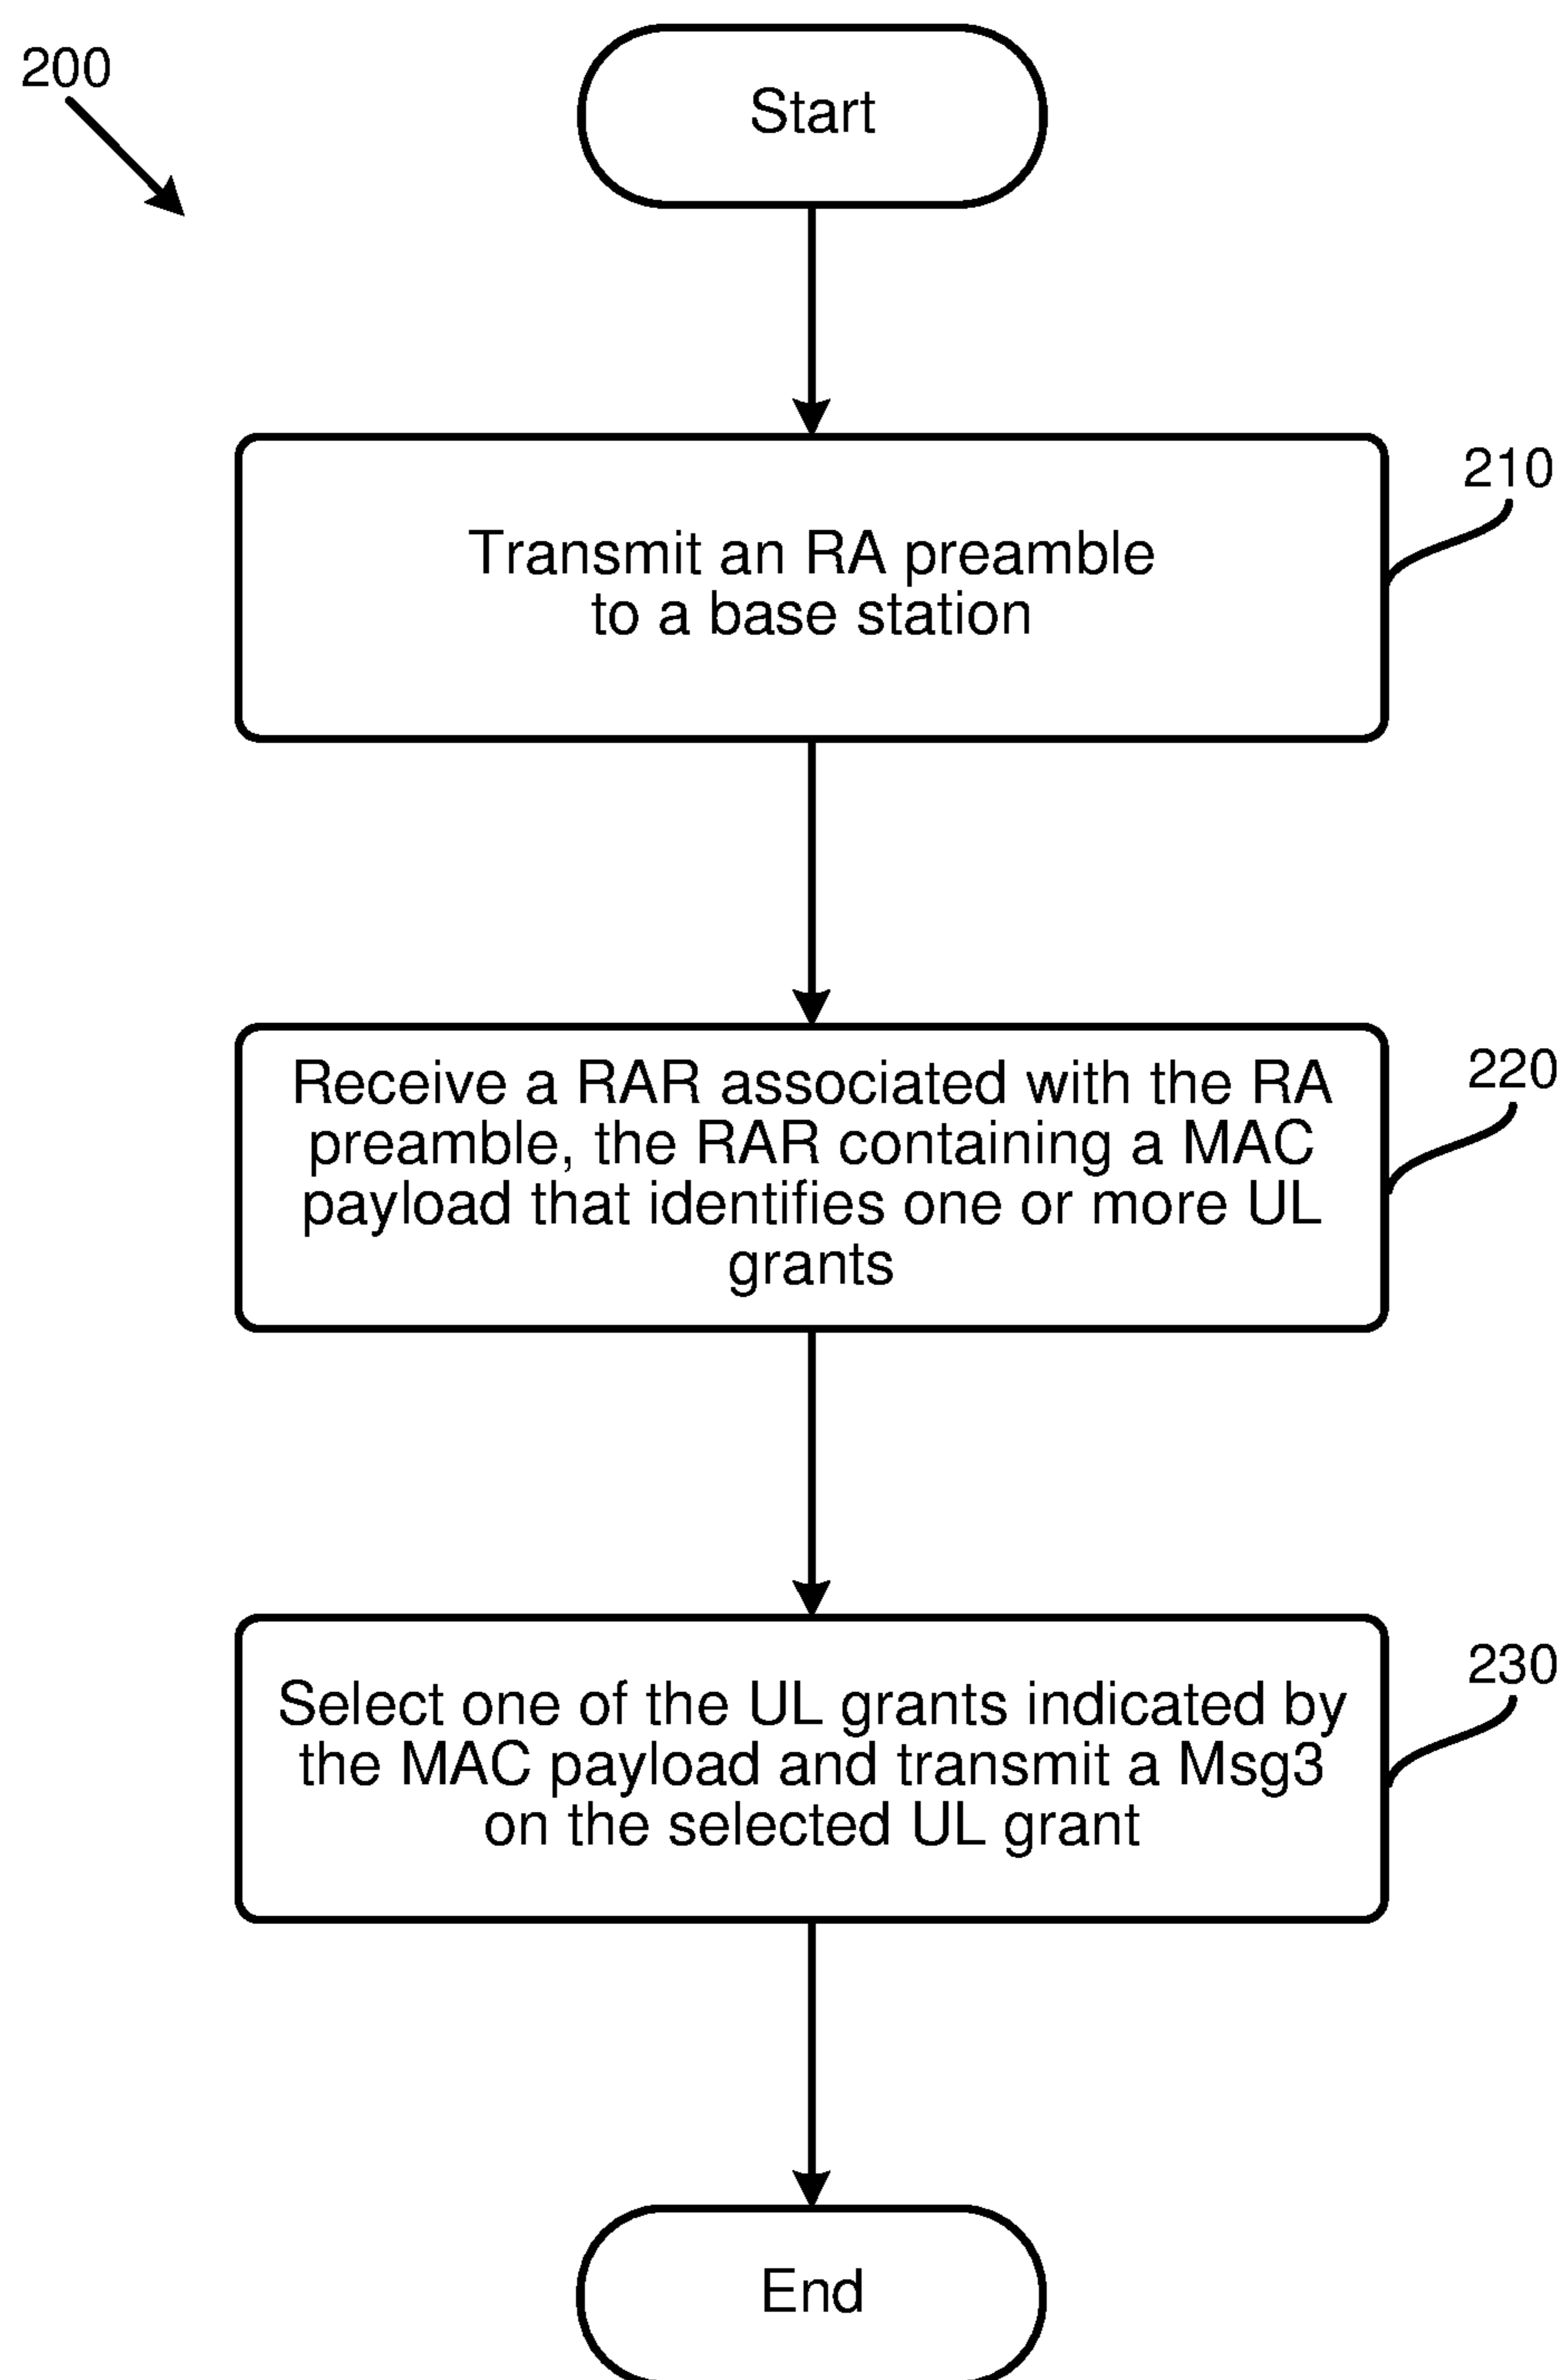 200
Start
210
Transmit an RA preamble
to a base station
220
Receive a RAR associated with the RA
preamble, the RAR containing a MAC
payload that identifies one or more UL
grants
230
Select one of the UL grants indicated by
the MAC payload and transmit a Msg3
on the selected UL grant
End